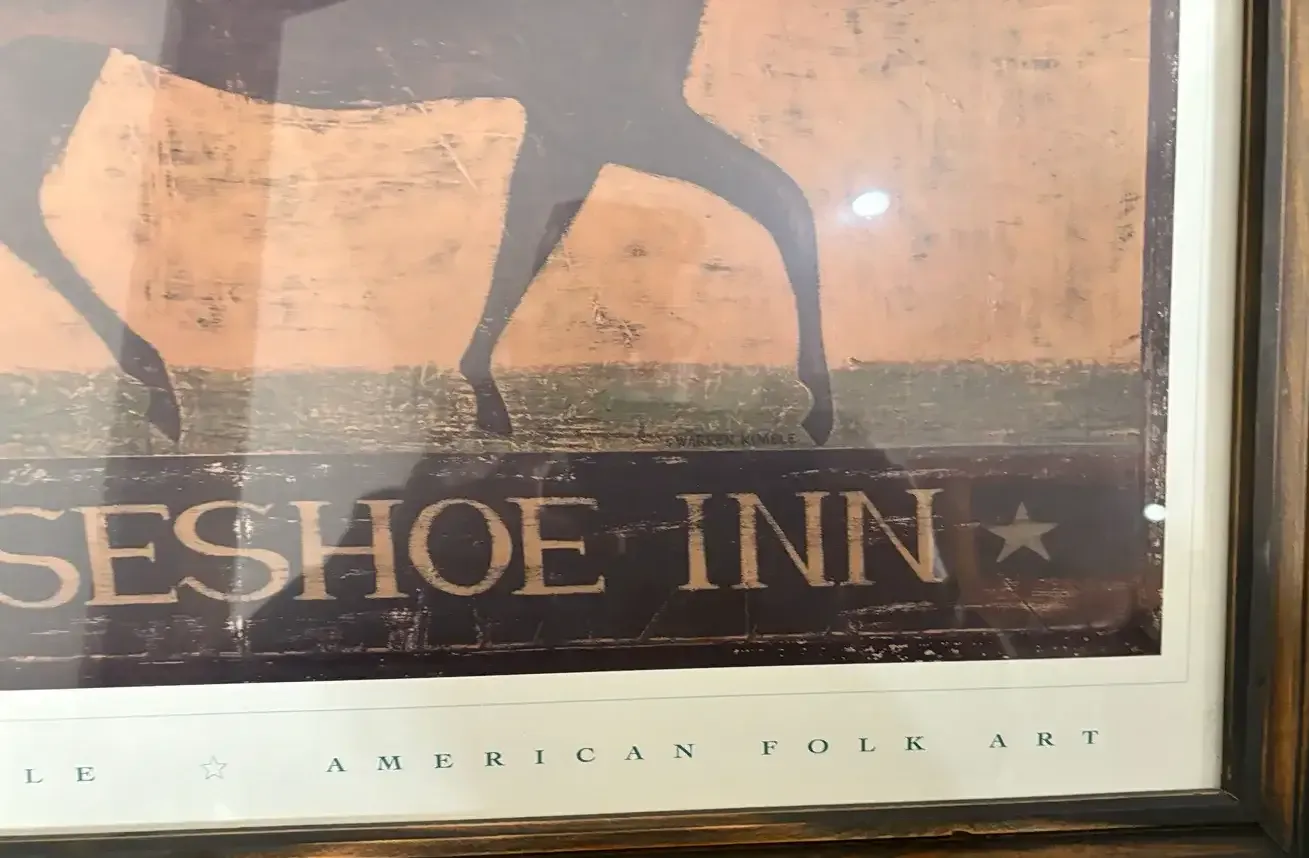 © WARREN KIMBLE
SESHOE INN
LE ☆ AMERICAN FOLK ART